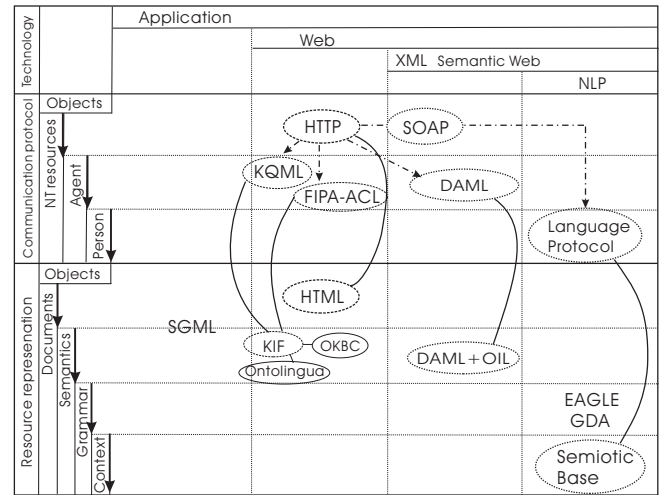 Technology
Application
Web
XML Semantic Web
NLP
Communication protocol
Objects
NT resources
Agent
Person
HTTP
SOAP
KQML
FIPA-ACL
DAML
Language
Protocol
Resource represenation
Objects
Documents
Semantics
Grammar
Context
HTML
SGML
KIF
OKBC
Ontolingua
DAML+OIL
EAGLE
GDA
Semiotic
Base